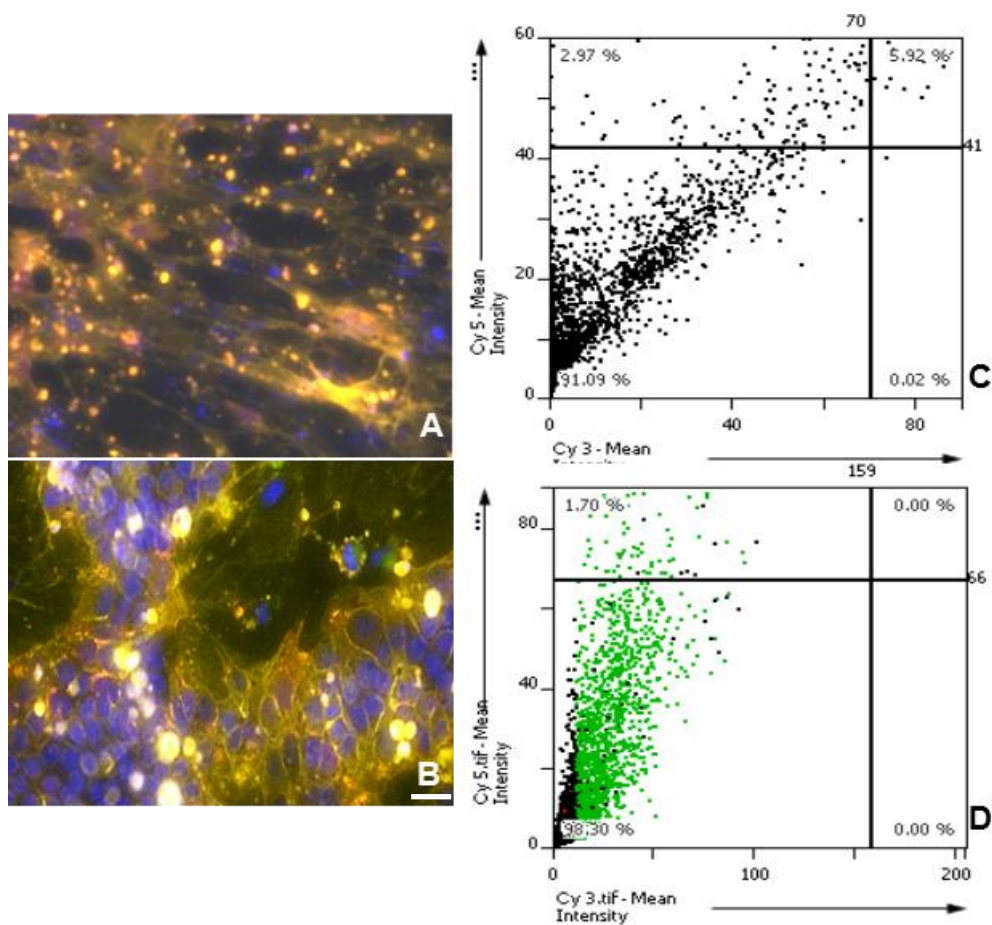 70
60
2.97 %
5.92 %
41
40
20
Cy 5 - Mean
Intensity
91.09 %
0.02 %
C
0
0
40
80
Cy 3 - Mean
A
159
1.70 %
0.00 %
80
66
40
Cy 5.tif - Mean
Intensity
98.30 %
0.00 %
D
0
0
100
200
Cy 3.tif - Mean
Intensity
B